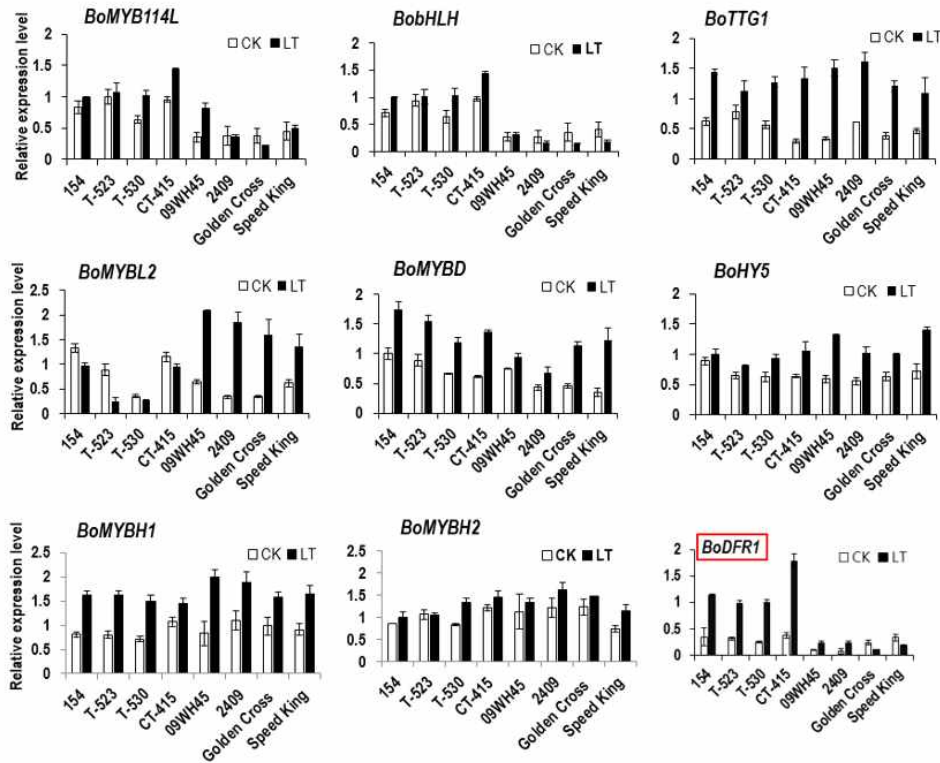 BoMYB114L
CK LT
Relative expression level
1.5
1
0.5
0
154
T-523
T-530
CT-415
09WH45
2409
Golden Cross
Speed King
BobHLH
CK LT
2
1.5
1
0.5
0
154
T-523
T-530
CT-415
09WH45
2409
Golden Cross
Speed King
BoTTG1
CK LT
2
1.5
1
0.5
0
154
T-523
T-530
CT-415
09WH45
2409
Golden Cross
Speed King
BoMYBL2
CK LT
Relative expression level
2.5
2
1.5
1
0.5
0
154
T-523
T-530
CT-415
09WH45
2409
Golden Cross
Speed King
BoMYBD
CK LT
2
1.5
1
0.5
0
154
T-523
T-530
CT-415
09WH45
2409
Golden Cross
Speed King
BoHY5
CK LT
2
1.5
1
0.5
0
154
T-523
T-530
CT-415
09WH45
2409
Golden Cross
Speed King
BoMYBH1
CK LT
Relative expression level
2.5
2
1.5
1
0.5
0
154
T-523
T-530
CT-415
09WH45
2409
Golden Cross
Speed King
BoMYBH2
CK LT
2.5
2
1.5
1
0.5
0
154
T-523
T-530
CT-415
09WH45
2409
Golden Cross
Speed King
BoDFR1
CK LT
2
1.5
1
0.5
0
154
T-523
T-530
CT-415
09WH45
2409
Golden Cross
Speed King